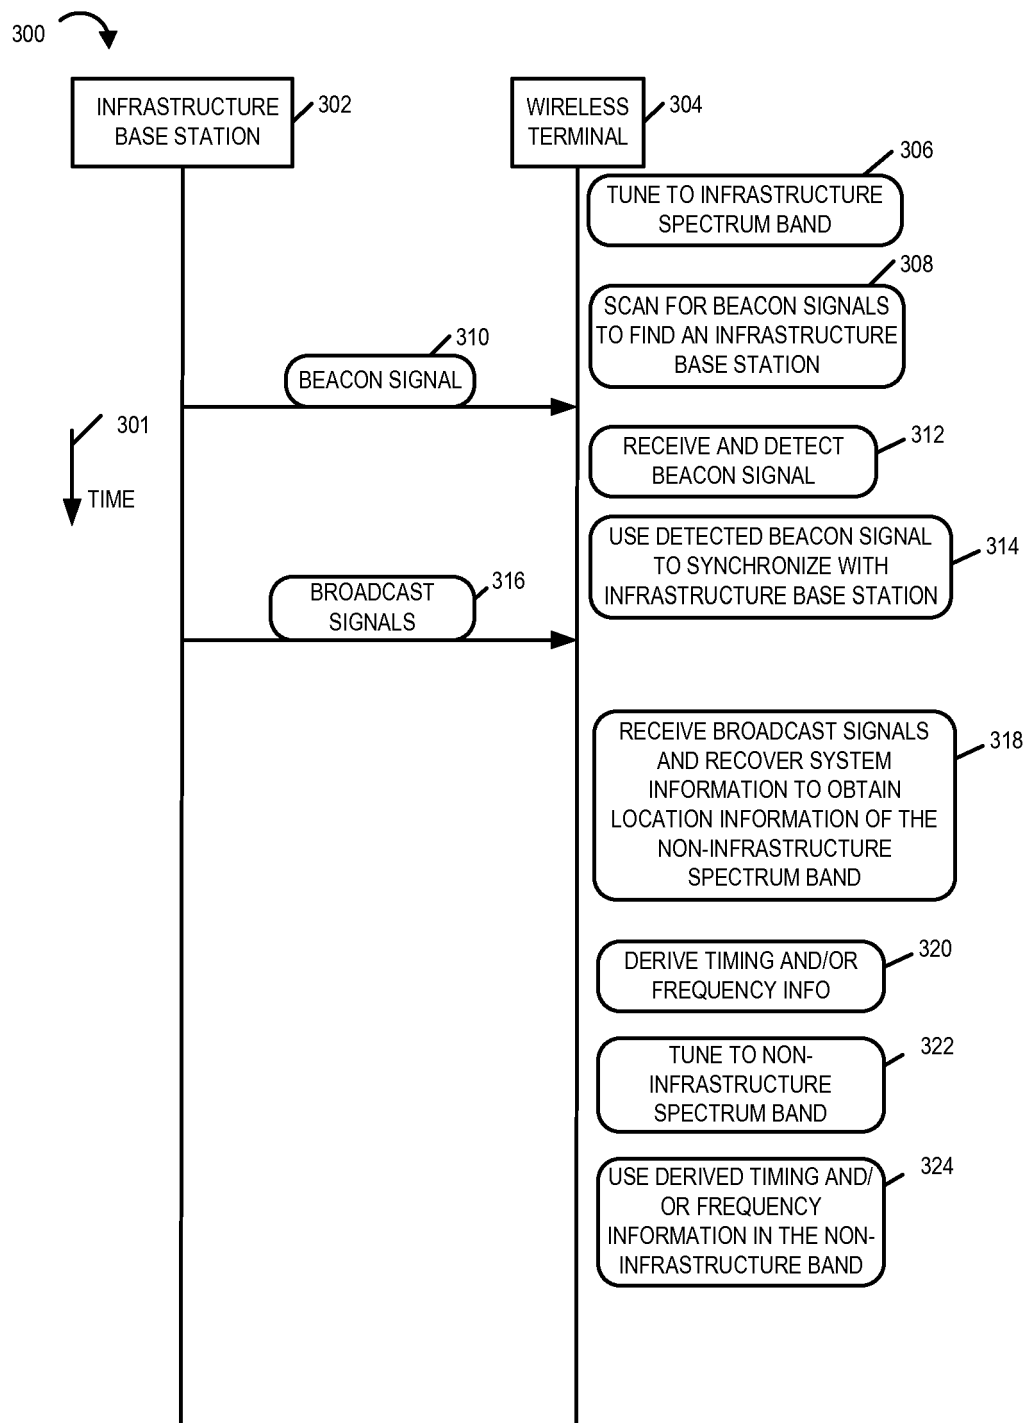 300
INFRASTRUCTURE
BASE STATION
302
WIRELESS
TERMINAL
304
306
TUNE TO INFRASTRUCTURE
SPECTRUM BAND
308
SCAN FOR BEACON SIGNALS
TO FIND AN INFRASTRUCTURE
BASE STATION
310
BEACON SIGNAL
301
TIME
312
RECEIVE AND DETECT
BEACON SIGNAL
314
USE DETECTED BEACON SIGNAL
TO SYNCHRONIZE WITH
INFRASTRUCTURE BASE STATION
316
BROADCAST
SIGNALS
318
RECEIVE BROADCAST SIGNALS
AND RECOVER SYSTEM
INFORMATION TO OBTAIN
LOCATION INFORMATION OF THE
NON-INFRASTRUCTURE
SPECTRUM BAND
320
DERIVE TIMING AND/OR
FREQUENCY INFO
322
TUNE TO NON-
INFRASTRUCTURE
SPECTRUM BAND
324
USE DERIVED TIMING AND/
OR FREQUENCY
INFORMATION IN THE NON-
INFRASTRUCTURE BAND